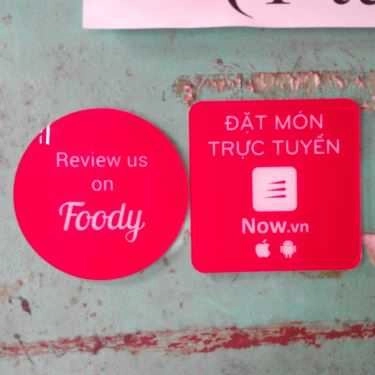 Review us
on
Foody
ĐẶT MÓN
TRỰC TUYẾN
Now.vn